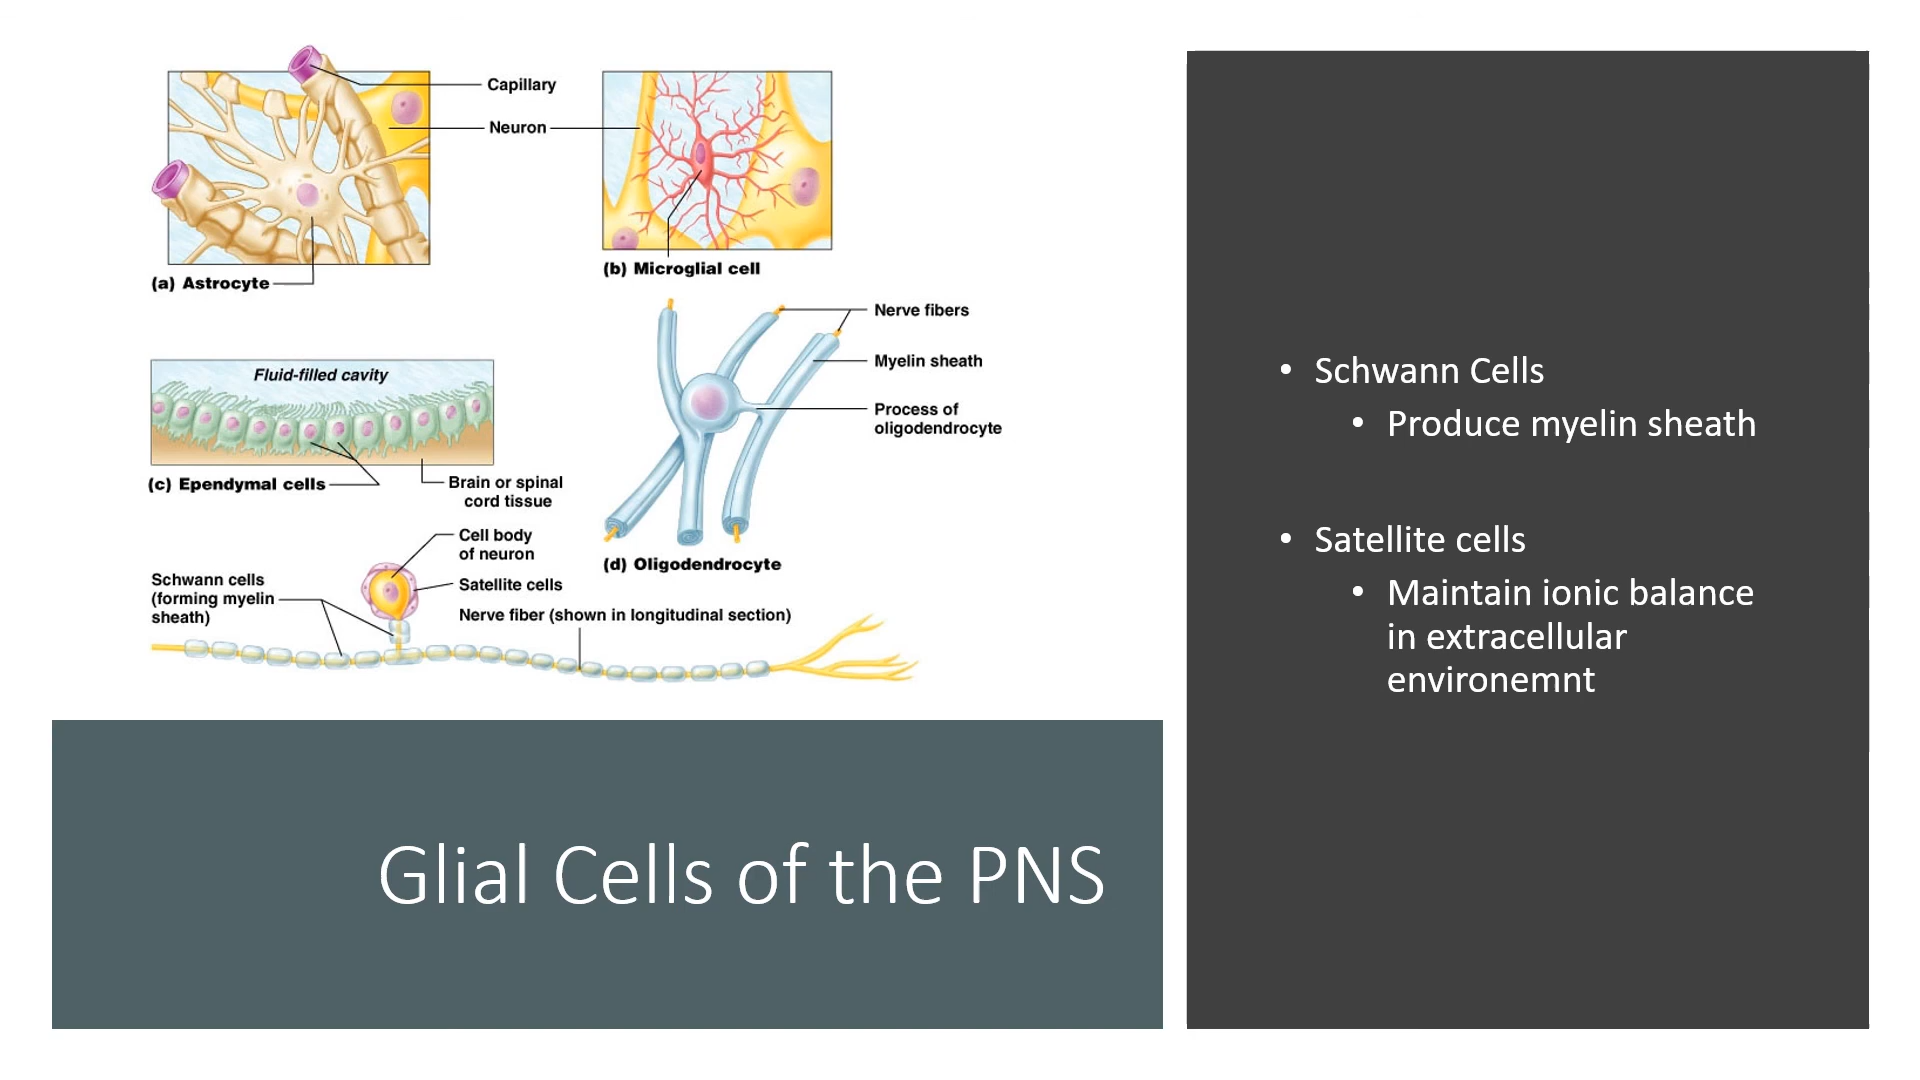 Capillary
Neuron
(a) Astrocyte
(b) Microglial cell
Fluid-filled cavity
(c) Ependymal cells
Brain or spinal
cord tissue
Nerve fibers
Myelin sheath
Process of
oligodendrocyte
(d) Oligodendrocyte
Cell body
of neuron
Satellite cells
Schwann cells
(forming myelin
sheath)
Nerve fiber (shown in longitudinal section)
Glial Cells of the PNS
• Schwann Cells
• Produce myelin sheath
• Satellite cells
• Maintain ionic balance
in extracellular
environemnt